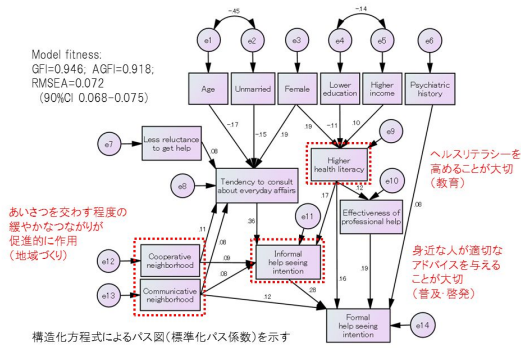 -.45
-.14
e1
e2
e3
e4
e5
e6
Model fitness:
GFI=0.946; AGFI=0.918;
RMSEA=0.072
(90%CI 0.068-0.075)
Age
Unmarried
Female
Lower
eduation
Higher
income
Psychiatric
history
-.17
-.15
.19
.19
-.11
.10
e7
Less reluctance
to get help
.08
e9
Higher
health literacy
ヘルスリテラシーを
高めることが大切
(教育)
e8
Tendency to consult
about everyday affairs
.12
e10
.17
.08
Effectiveness of
professional help
あいさつを交わす程度の
緩やかなつながりが
促進的に作用
(地域づくり)
.11
.08
.36
e11
e12
Cooperative
neighborhood
.09
Informal
help seeing
intention
身近な人が適切な
アドバイスを与える
ことが大切
(普及・啓発)
e13
Communicative
neighborhood
.08
.12
.28
.16
.19
Formal
help seeing
intention
e14
構造化方程式によるパス図(標準化パス係数)を示す